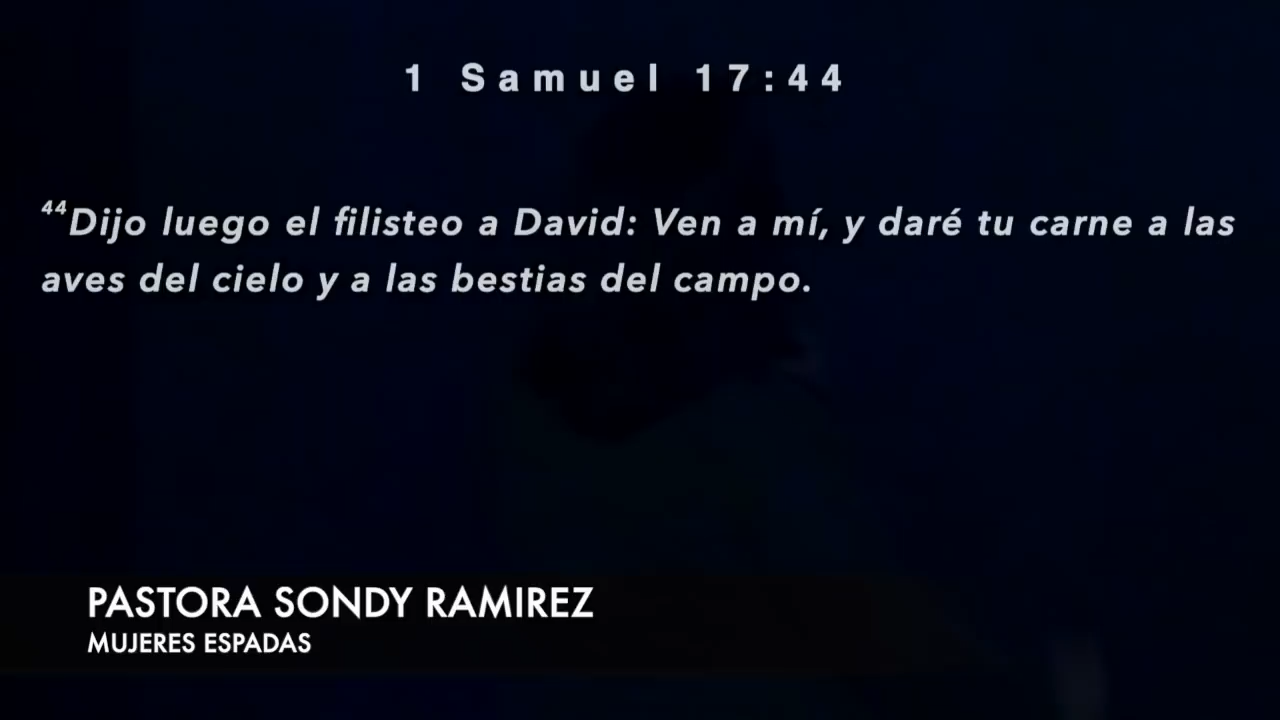 1 Samuel 17:44
44Dijo luego el filisteo a David: Ven a mí, y daré tu carne a las
aves del cielo y a las bestias del campo.
PASTORA SONDY RAMIREZ
MUJERES ESPADAS